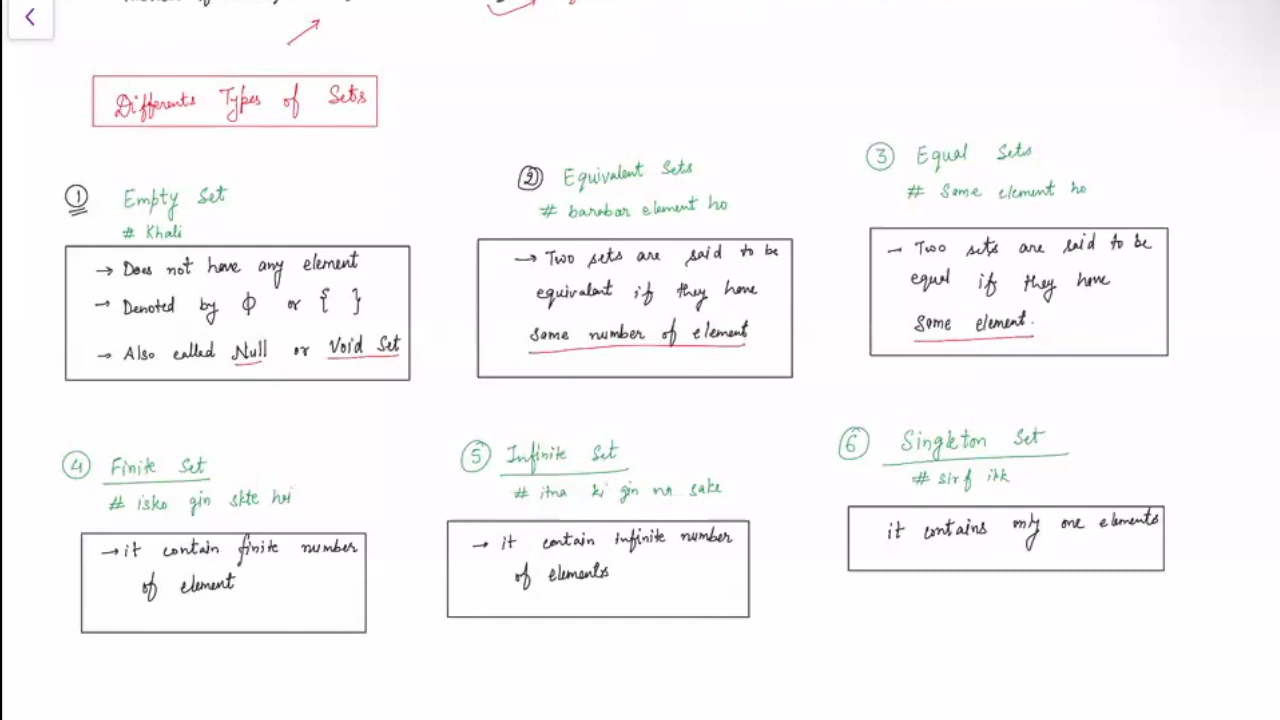 Differents Types of Sets
① Empty Set
# Khali
→ Does not have any element
→ Denoted by ϕ or { }
→ Also called Null or Void Set
② Equivalent Sets
# barabar element ho
→ Two sets are said to be
equivalent if they have
same number of element
③ Equal Sets
# Same element ho
→ Two sets are said to be
equal if they have
same element.
④ Finite Set
# isko gin skte hai
→ it contain finite number
of element
⑤ Infinite Set
# itna ki gin na sake
→ it contain infinite number
of elements
⑥ Singleton Set
# sirf ikk
it contains only one elements